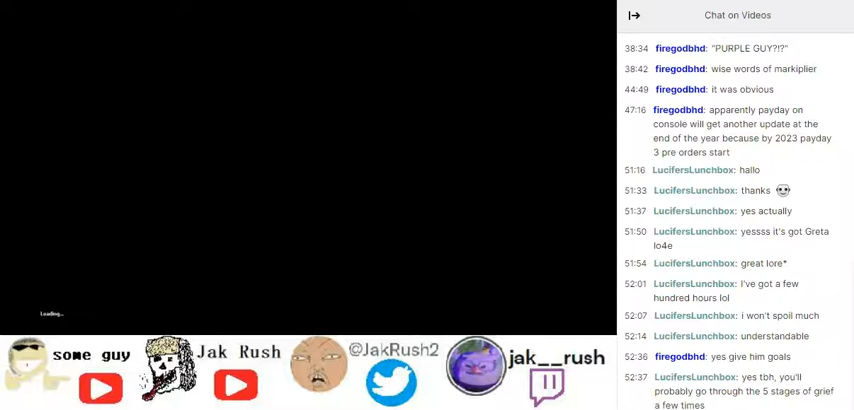 Chat on Videos
38:34 firegodbhd: "PURPLE GUY?!?"
38:42 firegodbhd: wise words of markiplier
44:49 firegodbhd: it was obvious
47:16 firegodbhd: apparently payday on
console will get another update at the
end of the year because by 2023 payday
3 pre orders start
51:16 LucifersLunchbox: hallo
51:33 LucifersLunchbox: thanks
51:37 LucifersLunchbox: yes actually
51:50 LucifersLunchbox: yessss it's got Greta
lo4e
51:54 LucifersLunchbox: great lore*
52:01 LucifersLunchbox: I've got a few
hundred hours lol
52:07 LucifersLunchbox: i won't spoil much
52:14 LucifersLunchbox: understandable
52:36 firegodbhd: yes give him goals
52:37 LucifersLunchbox: yes tbh, you'll
probably go through the 5 stages of grief
a few times
Loading...
some guy
Jak Rush
@JakRush2
jak__rush